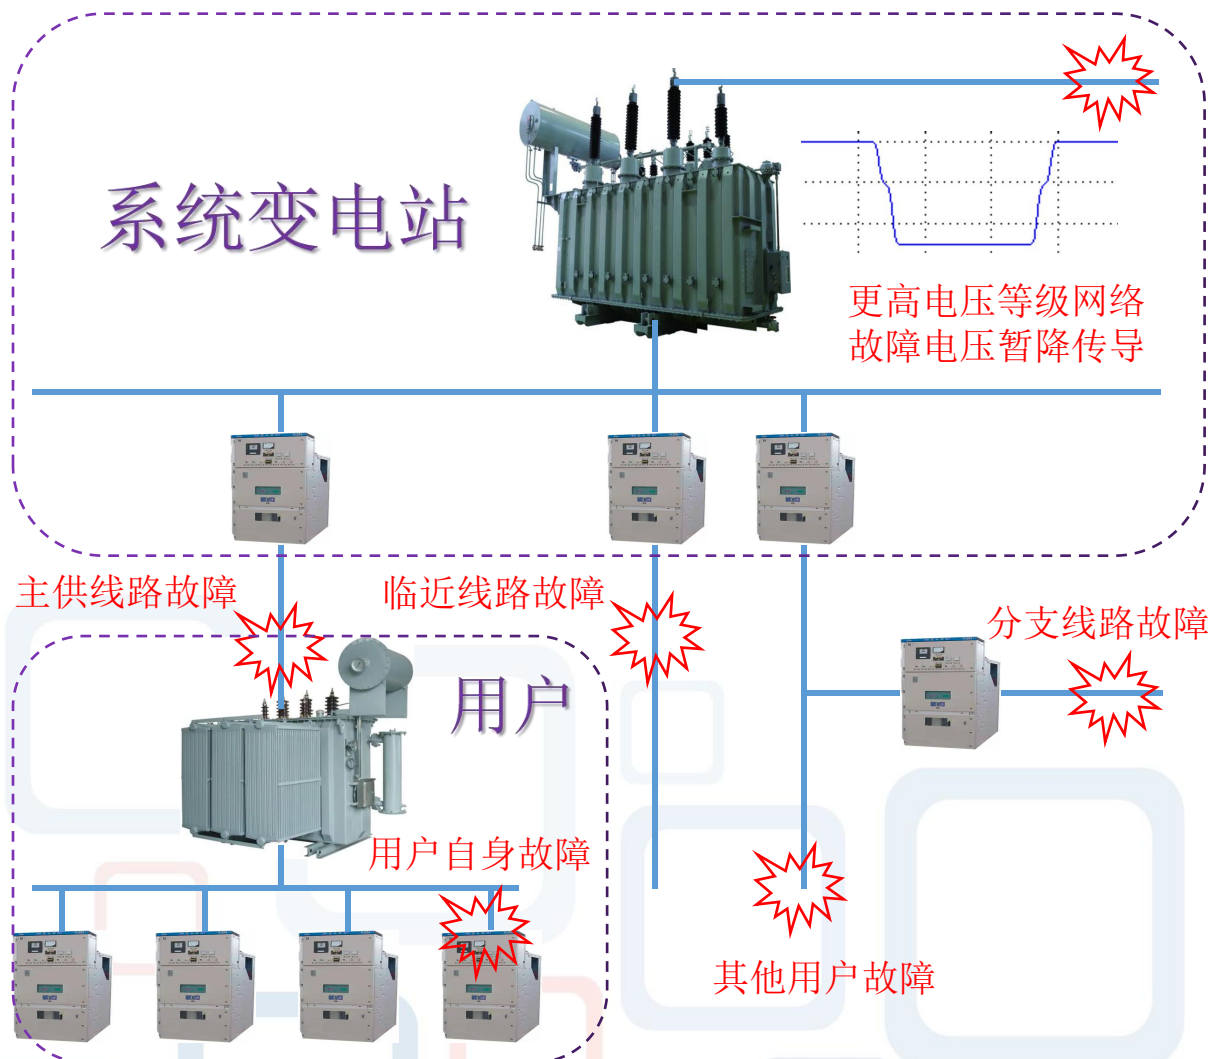 系统变电站
更高电压等级网络
故障电压暂降传导
主供线路故障
临近线路故障
分支线路故障
用户
用户自身故障
其他用户故障